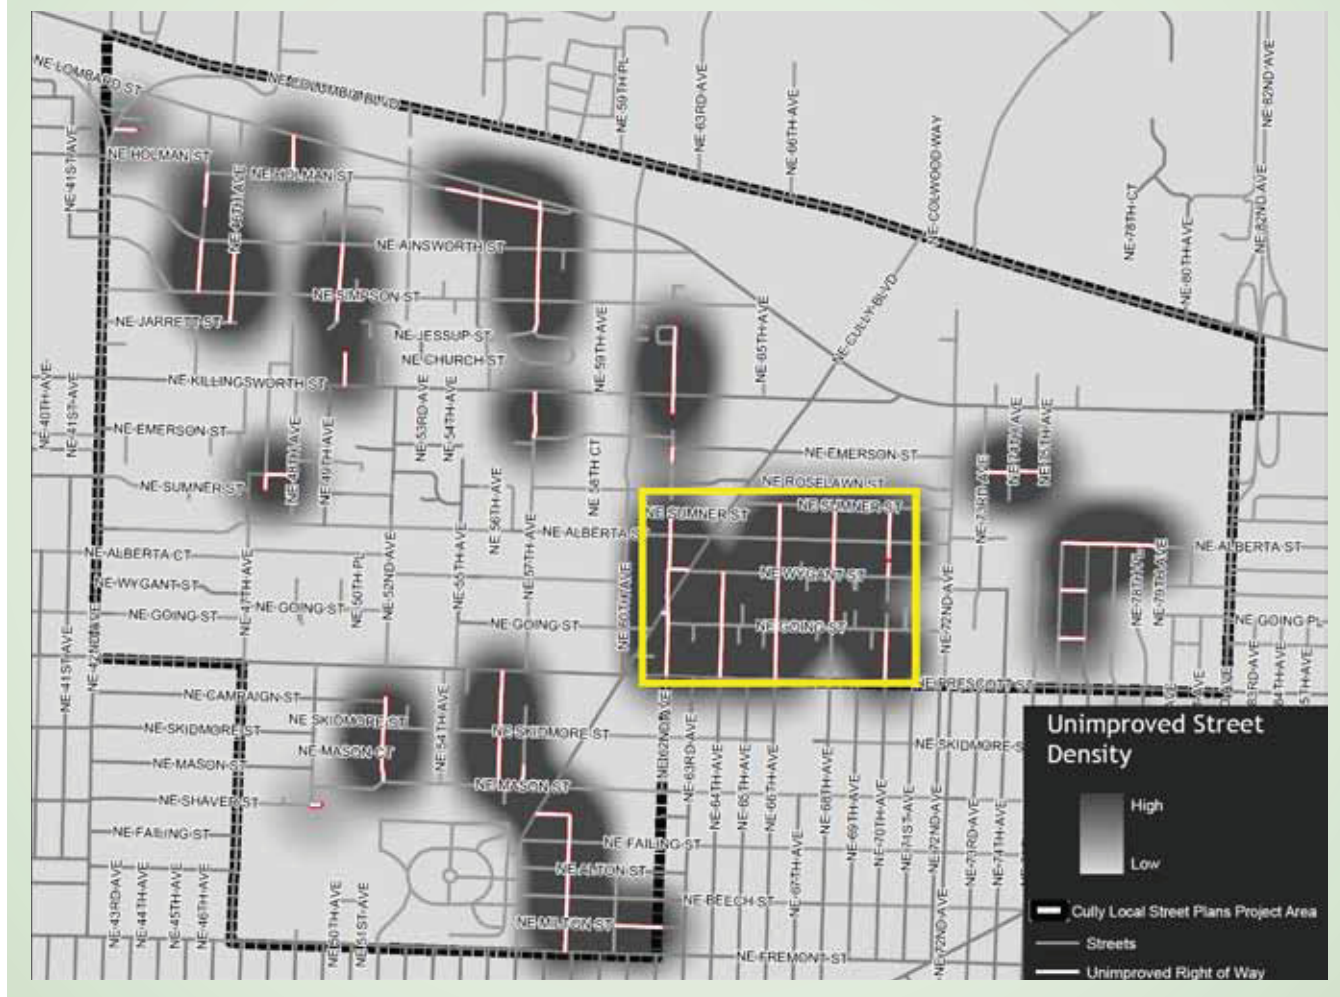 NE LOMBARD ST
NE COLUMBIA BLVD
NE 59TH PL
NE 63RD AVE
NE 66TH AVE
NE COLWOOD WAY
NE 82ND AVE
NE 41ST AVE
NE HOLMAN ST
NE 46TH AVE
NE HOLMAN ST
NE 78TH CT
NE 80TH AVE
NE 82ND AVE
NE AINSWORTH ST
NE SIMPSON ST
NE CULLY BLVD
NE JARRETT ST
NE JESSUP ST
NE CHURCH ST
NE 59TH AVE
NE 65TH AVE
NE 40TH AVE
NE 41ST AVE
NE KILLINGSWORTH ST
NE 53RD AVE
NE 54TH AVE
NE EMERSON ST
NE 48TH AVE
NE 49TH AVE
NE 58TH CT
NE EMERSON ST
NE 73RD AVE
NE 74TH AVE
NE 75TH AVE
NE SUMNER ST
NE ROSELAWN ST
NE 56TH AVE
NE SUMNER ST
NE SUMNER ST
NE ALBERTA S
NE ALBERTA CT
NE 47TH AVE
NE 50TH PL
NE 52ND AVE
NE 55TH AVE
NE 57TH AVE
NE 60TH AVE
NE WYGANT ST
NE 72ND AVE
NE 78TH PL
NE 79TH AVE
NE ALBERTA ST
NE WYGANT ST
NE GOING ST
NE GOING ST
NE GOING ST
NE GOING ST
NE GOING PL
NE 41ST AVE
NE 42ND AVE
NE PRESCOTT ST
83RD AVE
84TH AVE
5TH AVE
NE CAMPAIGN ST
NE SKIDMORE ST
NE SKIDMORE ST
NE 54TH AVE
NE SKIDMORE ST
NE 62ND AVE
NE 63RD AVE
NE SKIDMORE S
NE MASON ST
NE MASON CT
NE MASON ST
NE 64TH AVE
NE 65TH AVE
NE 66TH AVE
NE 68TH AVE
NE 69TH AVE
NE 70TH AVE
NE 71ST AVE
NE 72ND AVE
NE 73RD AVE
NE 74TH AVE
NE SHAVER ST
NE FAILING ST
NE FAILING ST
NE ALTON ST
NE 67TH AVE
NE BEECH ST
NE 43RD AVE
NE 44TH AVE
NE 45TH AVE
NE 46TH AVE
NE 50TH AVE
NE 51ST AVE
NE MILTON ST
NE 72ND AVE
NE FREMONT ST
Unimproved Street
Density
High
Low
Cully Local Street Plans Project Area
Streets
Unimproved Right of Way